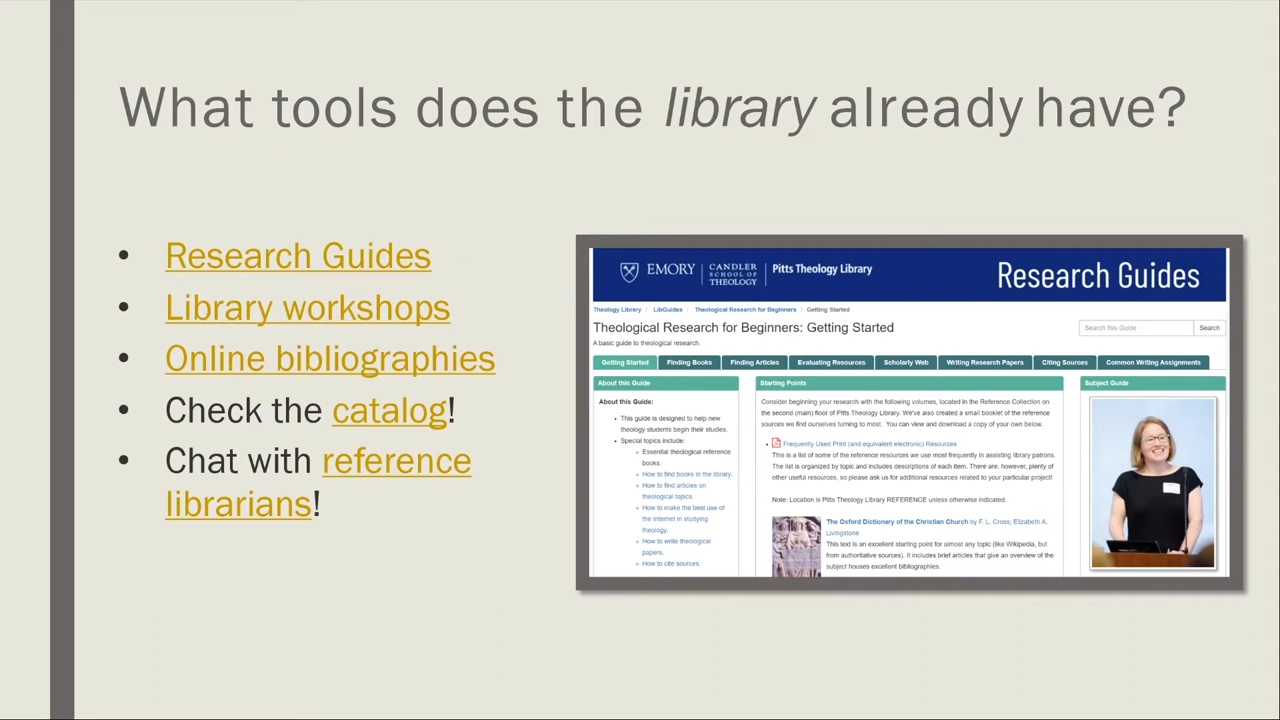 What tools does the library already have?
• Research Guides
• Library workshops
• Online bibliographies
• Check the catalog!
• Chat with reference
librarians!
EMORY
CANDLER
SCHOOL OF
THEOLOGY
Pitts Theology Library
Research Guides
Theology Library / LibGuides / Theological Research for Beginners / Getting Started
Theological Research for Beginners: Getting Started
Search this Guide
Search
A basic guide to theological research.
Getting Started
Finding Books
Finding Articles
Evaluating Resources
Scholarly Web
Writing Research Papers
Citing Sources
Common Writing Assignments
About this Guide
About this Guide:
• This guide is designed to help new
theology students begin their studies.
• Special topics include:
Essential theological reference
books.
How to find books in the library.
How to find articles on
theological topics.
How to make the best use of
the Internet in studying
theology.
How to write theological
papers.
How to cite sources.
Starting Points
Consider beginning your research with the following volumes, located in the Reference Collection on
the second (main) floor of Pitts Theology Library. We've also created a small booklet of the reference
sources we find ourselves turning to most. You can view and download a copy of your own below.
• Frequently Used Print (and equivalent electronic) Resources
This is a list of some of the reference resources we use most frequently in assisting library patrons.
The list is organized by topic and includes descriptions of each item. There are, however, plenty of
other useful resources, so please ask us for additional resources related to your particular project!
Note: Location is Pitts Theology Library REFERENCE unless otherwise indicated.
The Oxford Dictionary of the Christian Church by F. L. Cross; Elizabeth A.
Livingstone
This text is an excellent starting point for almost any topic (like Wikipedia, but
from authoritative sources). It includes brief articles that give an overview of the
subject houses excellent bibliographies.
Subject Guide